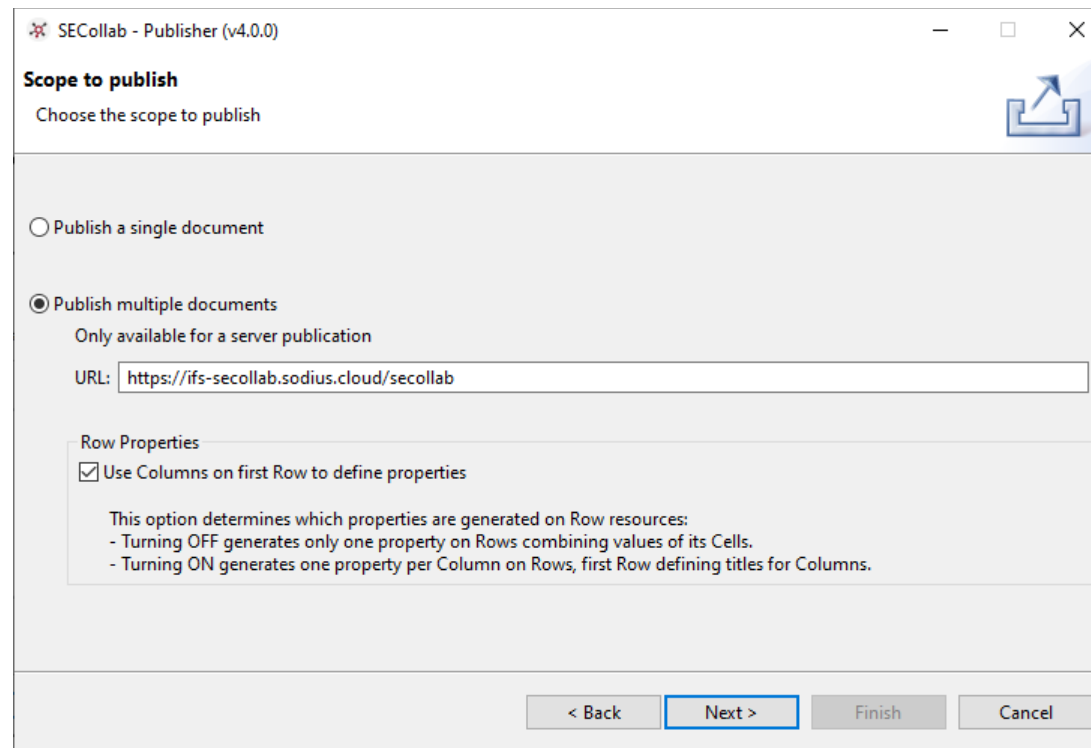 SECollab - Publisher (v4.0.0)
Scope to publish
Choose the scope to publish
Publish a single document
Publish multiple documents
Only available for a server publication
URL: https://ifs-secollab.sodius.cloud/secollab
Row Properties
Use Columns on first Row to define properties
This option determines which properties are generated on Row resources:
- Turning OFF generates only one property on Rows combining values of its Cells.
- Turning ON generates one property per Column on Rows, first Row defining titles for Columns.
< Back Next > Finish Cancel